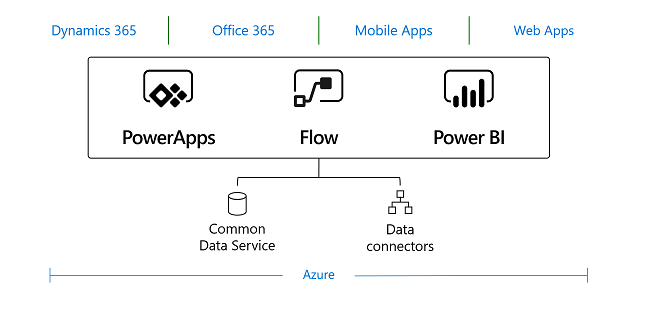 Dynamics 365 Office 365 Mobile Apps Web Apps
PowerApps Flow Power BI
Common Data
Data Service connectors
Azure